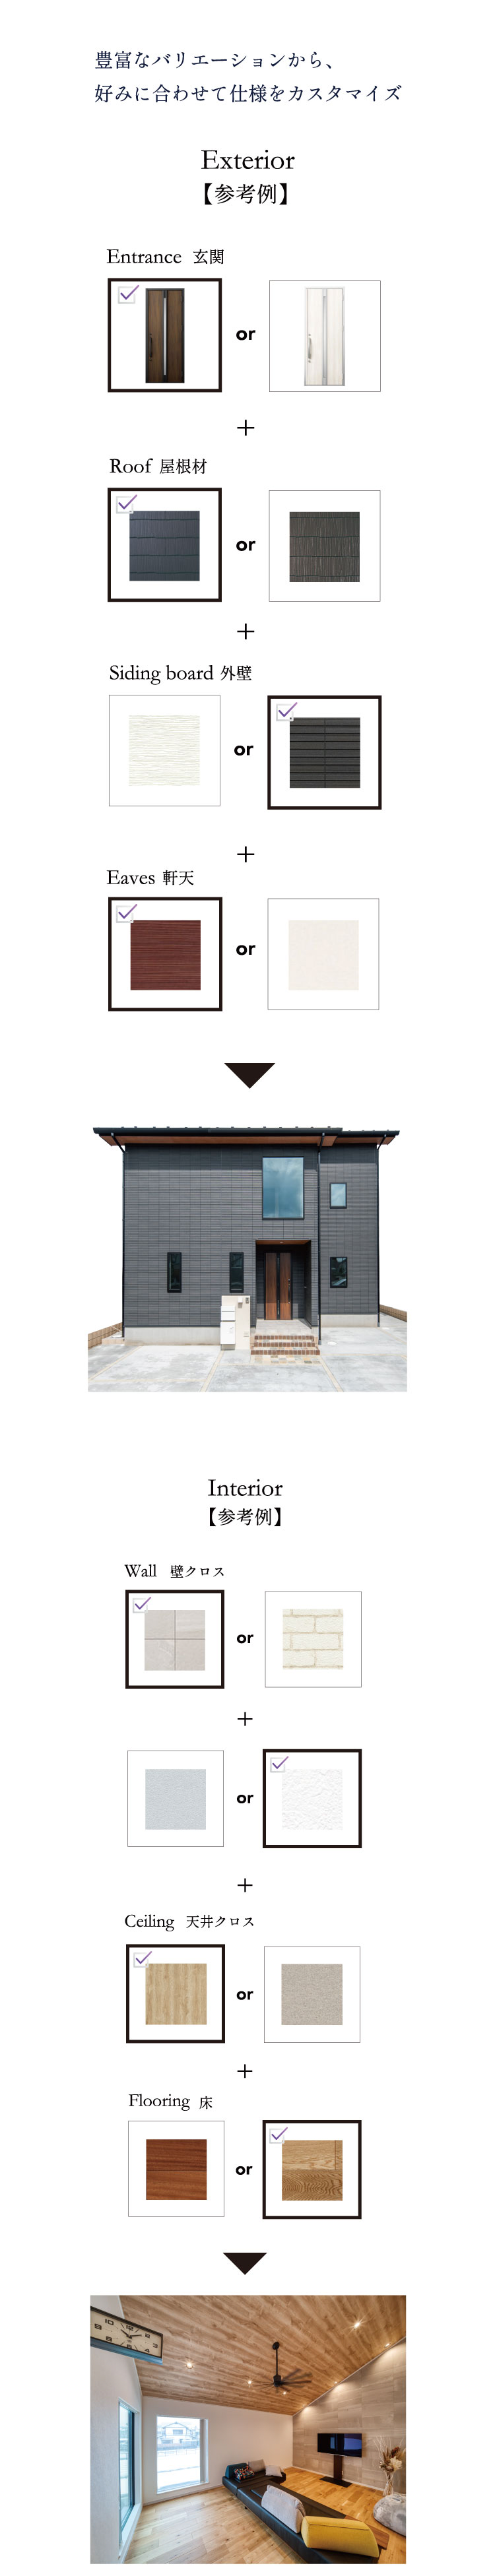 豊富なバリエーションから、
好みに合わせて仕様をカスタマイズ
Exterior
【参考例】
Entrance 玄関
or
+
Roof 屋根材
or
+
Siding board 外壁
or
+
Eaves 軒天
or
Interior
【参考例】
Wall 壁クロス
or
+
or
+
Ceiling 天井クロス
or
+
Flooring 床
or